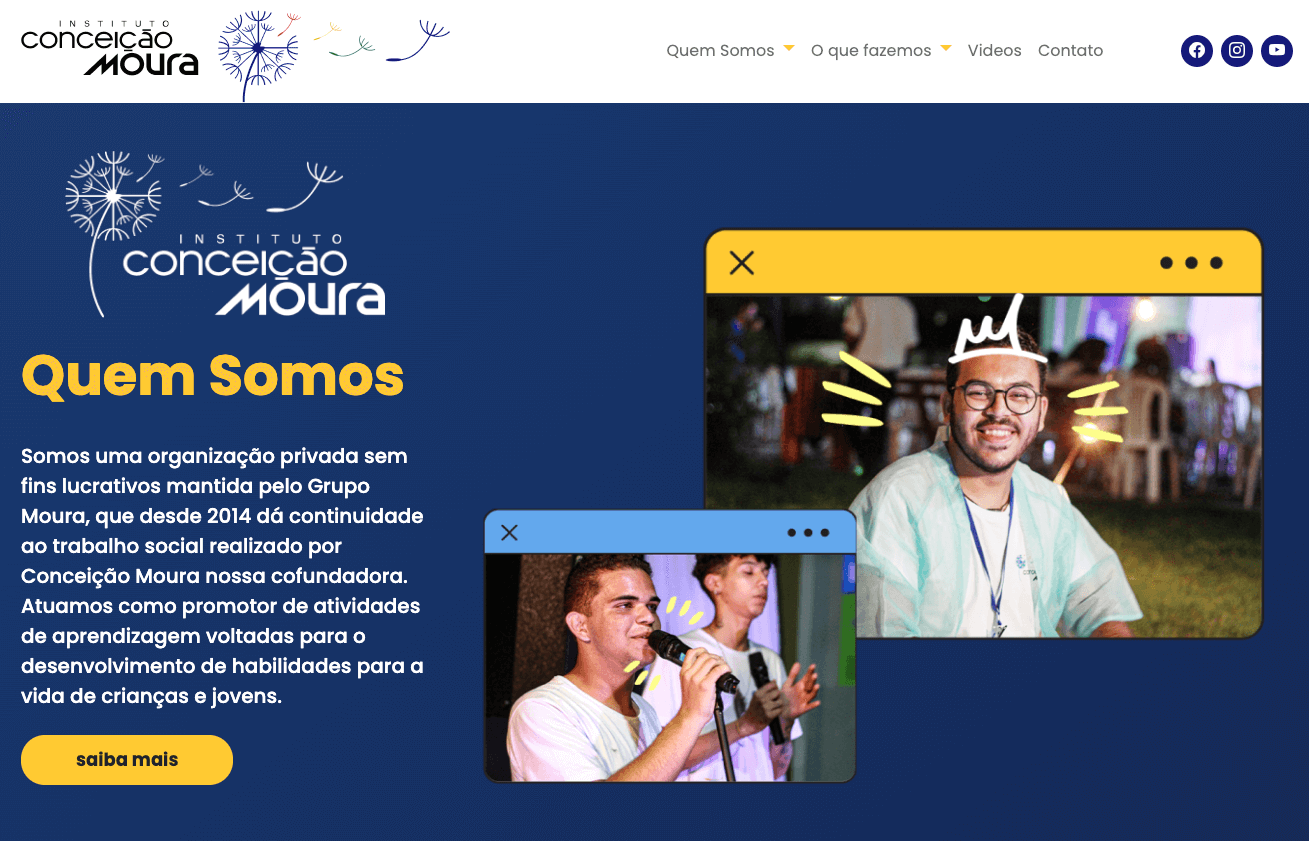 INSTITUTO
conceição
moura
Quem Somos
O que fazemos
Videos
Contato
INSTITUTO
conceição
moura
Quem Somos
Somos uma organização privada sem
fins lucrativos mantida pelo Grupo
Moura, que desde 2014 dá continuidade
ao trabalho social realizado por
Conceição Moura nossa cofundadora.
Atuamos como promotor de atividades
de aprendizagem voltadas para o
desenvolvimento de habilidades para a
vida de crianças e jovens.
saiba mais
moura